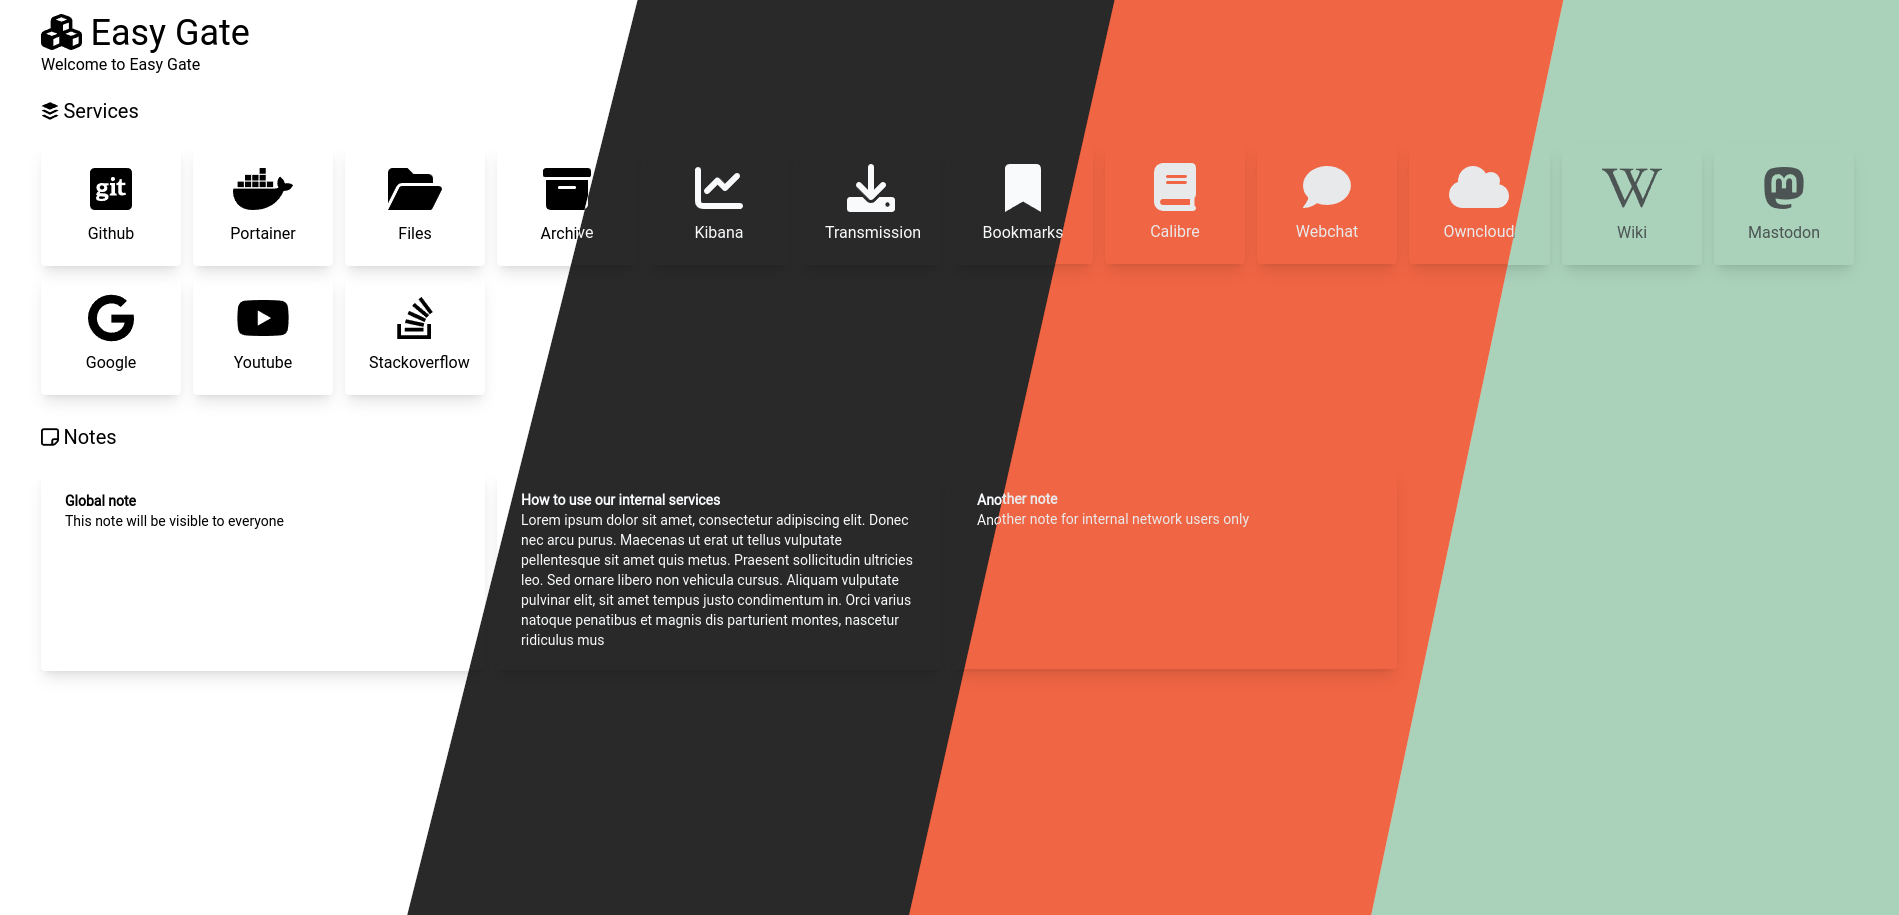 Easy Gate
Welcome to Easy Gate
Services
git
Github
Portainer
Files
Archive
Kibana
Transmission
Bookmarks
Calibre
Webchat
Owncloud
W
Wiki
m
Mastodon
G
Google
Youtube
Stackoverflow
Notes
Global note
This note will be visible to everyone
How to use our internal services
Lorem ipsum dolor sit amet, consectetur adipiscing elit. Donec
nec arcu purus. Maecenas ut erat ut tellus vulputate
pellentesque sit amet quis metus. Praesent sollicitudin ultricies
leo. Sed ornare libero non vehicula cursus. Aliquam vulputate
pulvinar elit, sit amet tempus justo condimentum in. Orci varius
natoque penatibus et magnis dis parturient montes, nascetur
ridiculus mus
Another note
Another note for internal network users only